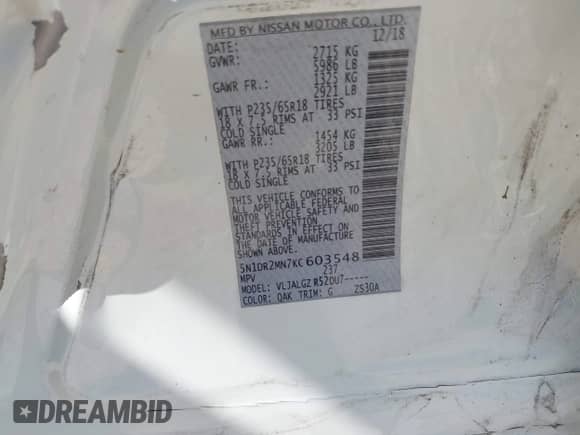 MFD BY NISSAN MOTOR CO., LTD.
DATE: 12/18
GVWR: 2715 KG
5986 LB
GAWR FR.: 1325 KG
2921 LB
WITH P235/65R18 TIRES
18 X 7.5 RIMS AT 33 PSI
COLD SINGLE
GAWR RR.: 1454 KG
3205 LB
WITH P235/65R18 TIRES
18 X 7.5 RIMS AT 33 PSI
COLD SINGLE
THIS VEHICLE CONFORMS TO
ALL APPLICABLE FEDERAL
MOTOR VEHICLE SAFETY AND
THEFT PREVENTION
STANDARDS IN EFFECT ON
THE DATE OF MANUFACTURE
5N1DR2MN7KC603548
MPV 237
MODEL: VLJALGZ R52DU7-----
COLOR: QAK TRIM: G ZS30A
DREAMBID